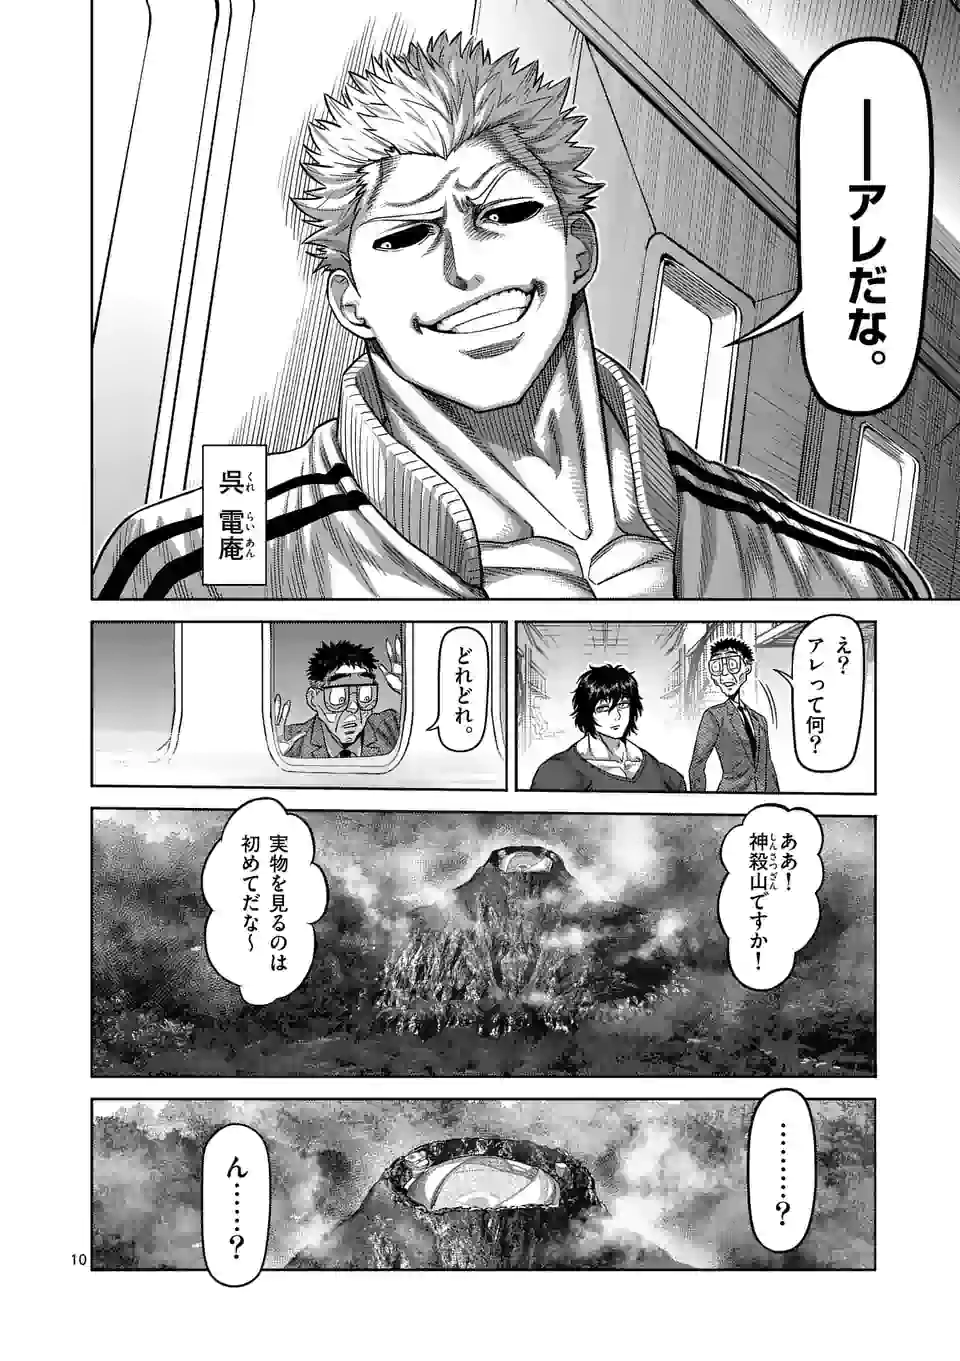 ――アレだな。
呉 電庵
くれ らいあん
え？
アレって何？
どれどれ。
ああ！
神殺山ですか！
しんさつざん
実物を見るのは
初めてだな〜
………？
ん……？
10